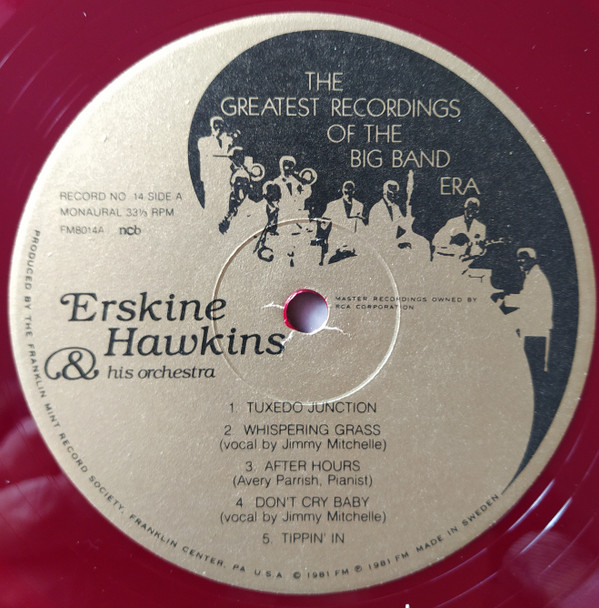 THE
GREATEST RECORDINGS
OF THE
BIG BAND
ERA
RECORD NO. 14 SIDE A
MONAURAL 33⅓ RPM
FM8014A ncb
MASTER RECORDINGS OWNED BY
RCA CORPORATION
Erskine
Hawkins
& his orchestra
1. TUXEDO JUNCTION
2. WHISPERING GRASS
(vocal by Jimmy Mitchelle)
3. AFTER HOURS
(Avery Parrish, Pianist)
4. DON'T CRY BABY
(vocal by Jimmy Mitchelle)
5. TIPPIN' IN
PRODUCED BY THE FRANKLIN MINT RECORD SOCIETY, FRANKLIN CENTER, PA U.S.A. © 1981 FM ℗ 1981 FM MADE IN SWEDEN